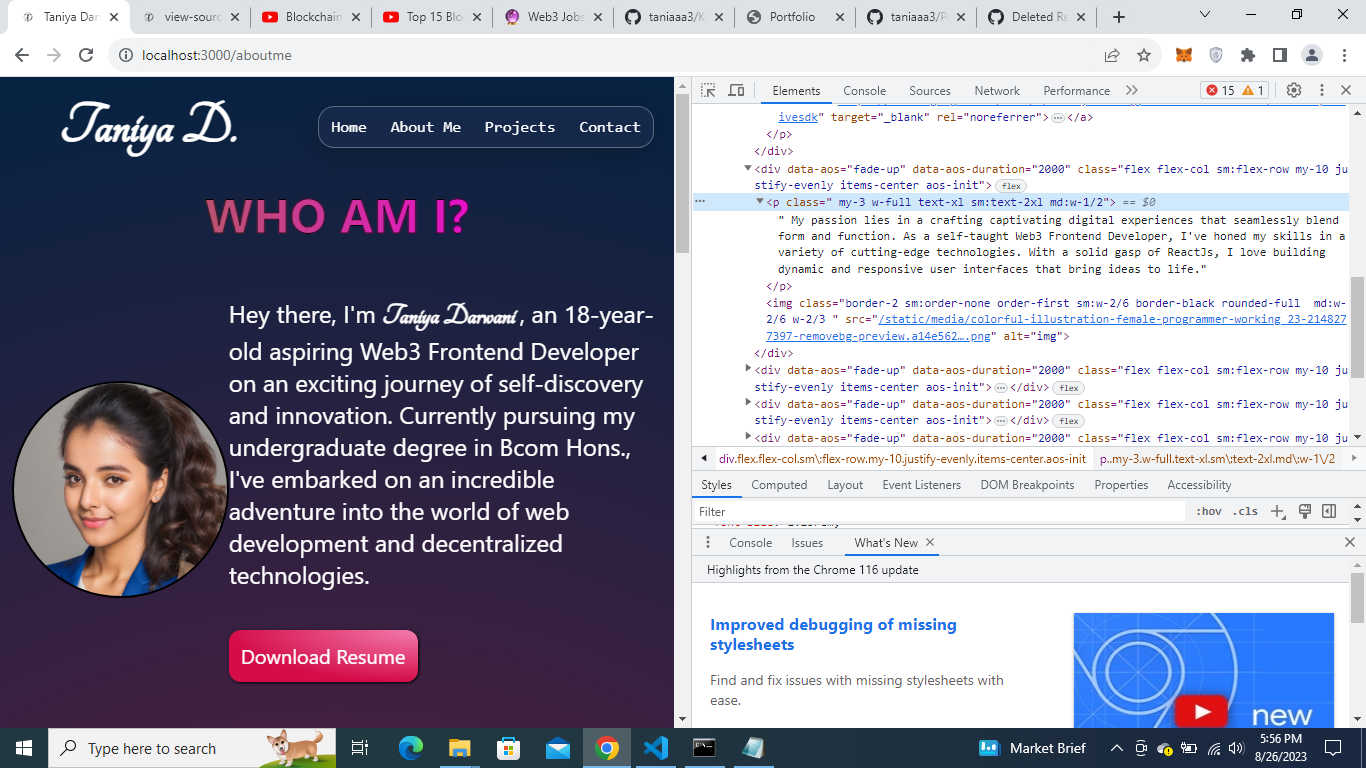 Taniya Dar
view-sourc
Blockchain
Top 15 Blo
Web3 Jobs
taniaaa3/K
Portfolio
taniaaa3/P
Deleted Re
localhost:3000/aboutme
Taniya D.
Home About Me Projects Contact
WHO AM I?
Hey there, I'm Taniya Darwani , an 18-year-
old aspiring Web3 Frontend Developer
on an exciting journey of self-discovery
and innovation. Currently pursuing my
undergraduate degree in Bcom Hons.,
I've embarked on an incredible
adventure into the world of web
development and decentralized
technologies.
Download Resume
Elements Console Sources Network Performance 15 1
ivesdk" target="_blank" rel="noreferrer">…</a>
</p>
</div>
<div data-aos="fade-up" data-aos-duration="2000" class="flex flex-col sm:flex-row my-10 ju
stify-evenly items-center aos-init"> flex
<p class=" my-3 w-full text-xl sm:text-2xl md:w-1/2"> == $0
" My passion lies in a crafting captivating digital experiences that seamlessly blend
form and function. As a self-taught Web3 Frontend Developer, I've honed my skills in a
variety of cutting-edge technologies. With a solid gasp of ReactJs, I love building
dynamic and responsive user interfaces that bring ideas to life."
</p>
<img class="border-2 sm:order-none order-first sm:w-2/6 border-black rounded-full  md:w-
2/6 w-2/3 " src="/static/media/colorful-illustration-female-programmer-working_23-214827
7397-removebg-preview.a14e562….png" alt="img">
</div>
<div data-aos="fade-up" data-aos-duration="2000" class="flex flex-col sm:flex-row my-10 ju
stify-evenly items-center aos-init">…</div> flex
<div data-aos="fade-up" data-aos-duration="2000" class="flex flex-col sm:flex-row my-10 ju
stify-evenly items-center aos-init">…</div> flex
<div data-aos="fade-up" data-aos-duration="2000" class="flex flex-col sm:flex-row my-10 ju
div.flex.flex-col.sm\:flex-row.my-10.justify-evenly.items-center.aos-init p..my-3.w-full.text-xl.sm\:text-2xl.md\:w-1\/2
Styles Computed Layout Event Listeners DOM Breakpoints Properties Accessibility
Filter :hov .cls
Console Issues What's New
Highlights from the Chrome 116 update
Improved debugging of missing
stylesheets
Find and fix issues with missing stylesheets with
ease.
new
Type here to search
Market Brief
5:56 PM
8/26/2023